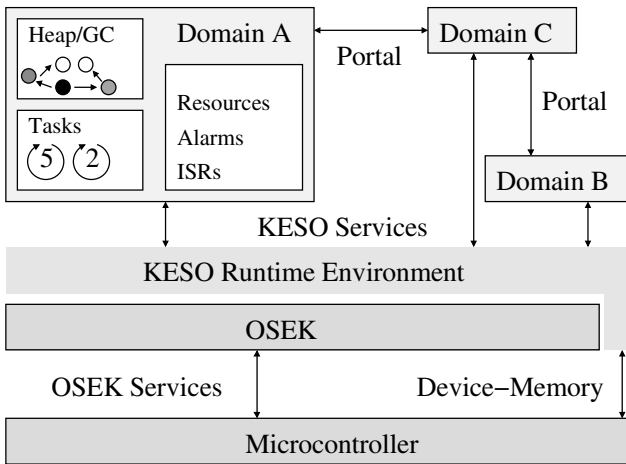 Heap/GC
Domain A
Domain C
Portal
Resources
Alarms
ISRs
Tasks
5 2
Portal
Domain B
KESO Services
KESO Runtime Environment
OSEK
OSEK Services
Device−Memory
Microcontroller